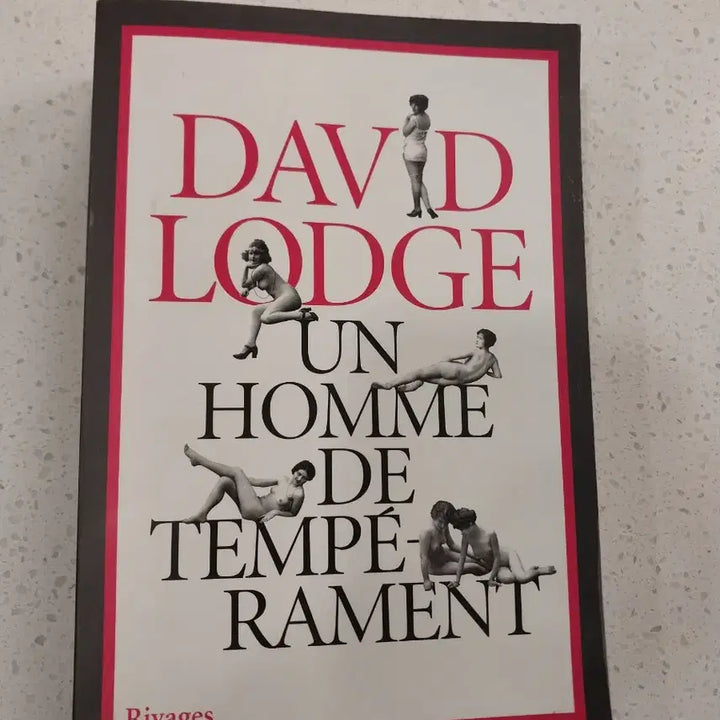 DAVID
LODGE
UN
HOMME
DE
TEMPÉ-
RAMENT
Rivages